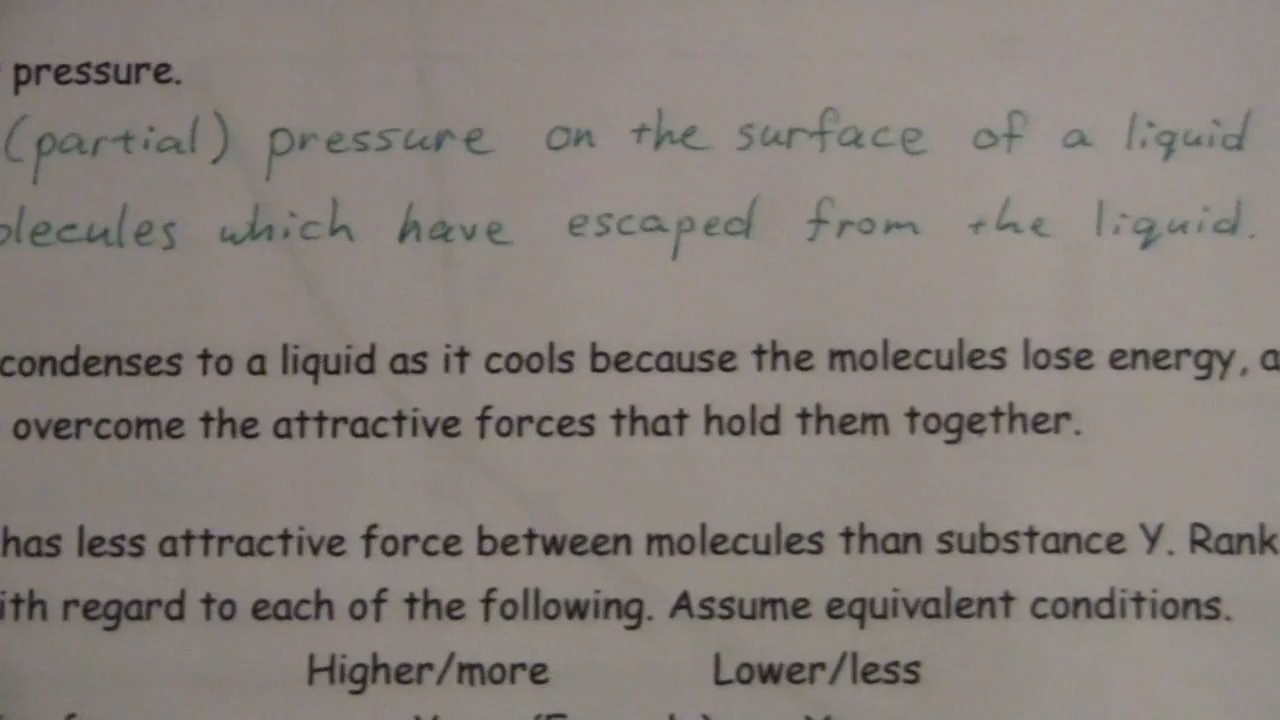 pressure.
(partial) pressure on the surface of a liquid
which have escaped from the liquid.
condenses to a liquid as it cools because the molecules lose energy,
overcome the attractive forces that hold them together.
has less attractive force between molecules than substance Y. Rank
regard to each of the following. Assume equivalent conditions.
Higher/more Lower/less